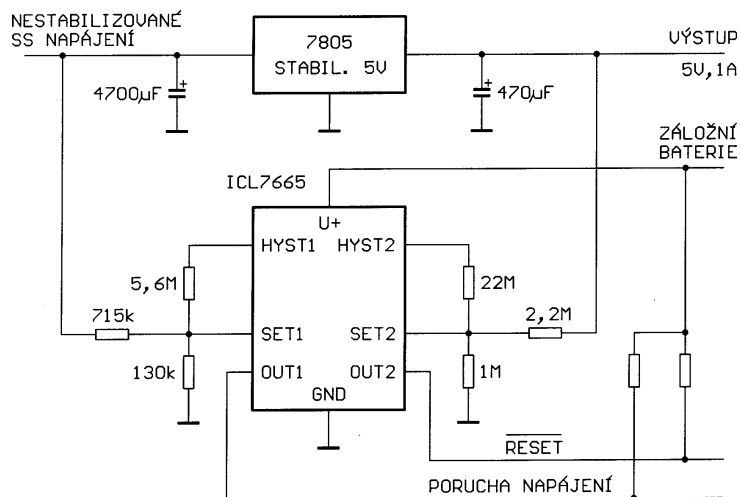 NESTABILIZOVANÉ
SS NAPÁJENÍ
7805
STABIL. 5V
VÝSTUP
5V,1A
4700µF
+
470µF
+
ZÁLOŽNÍ
BATERIE
ICL7665
U+
HYST1
HYST2
5,6M
22M
715k
2,2M
SET1
SET2
130k
1M
OUT1
OUT2
GND
RESET
PORUCHA NAPÁJENÍ